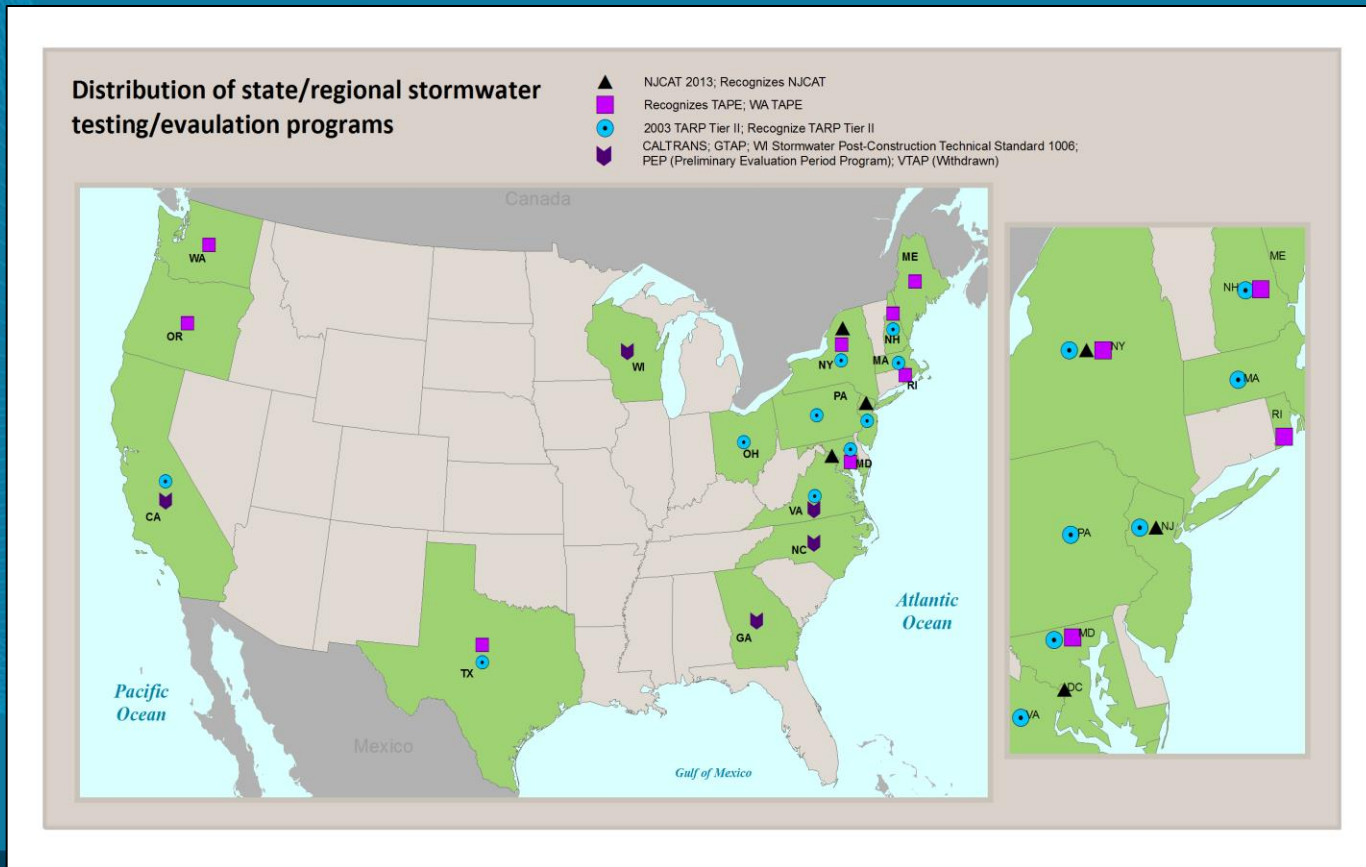 Distribution of state/regional stormwater
testing/evaulation programs
NJCAT 2013; Recognizes NJCAT
Recognizes TAPE; WA TAPE
2003 TARP Tier II; Recognize TARP Tier II
CALTRANS; GTAP; WI Stormwater Post-Construction Technical Standard 1006;
PEP (Preliminary Evaluation Period Program); VTAP (Withdrawn)
Canada
WA
OR
CA
TX
WI
OH
GA
NC
VA
MD
PA
NY
MA
RI
NH
ME
Pacific
Ocean
Mexico
Gulf of Mexico
Atlantic
Ocean
ME
NH
NY
MA
RI
PA
NJ
MD
DC
VA